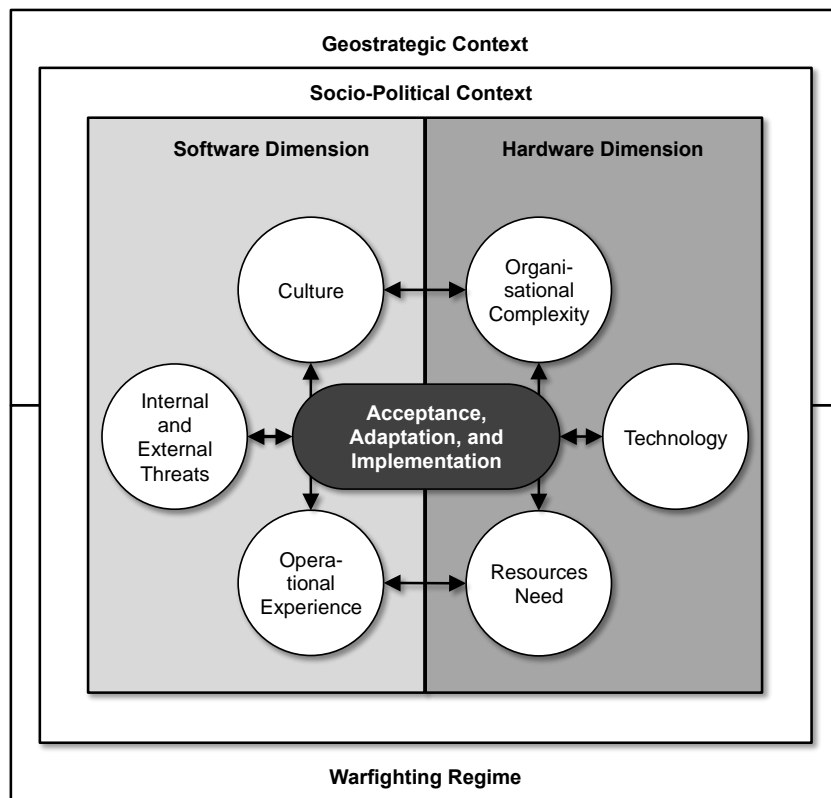 Geostrategic Context
Socio-Political Context
Software Dimension
Hardware Dimension
Culture
Organi-
sational
Complexity
Internal
and
External
Threats
Acceptance,
Adaptation, and
Implementation
Technology
Opera-
tional
Experience
Resources
Need
Warfighting Regime